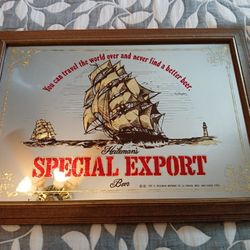 You can travel the world over and never find a better beer.
Heileman's
SPECIAL EXPORT
Beer